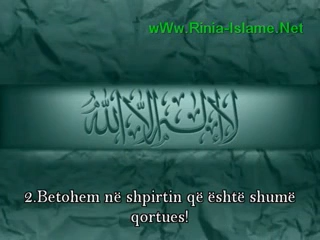 wWw.Rinia-Islame.Net
لا إله إلا الله
2.Betohem në shpirtin që është shumë
qortues!